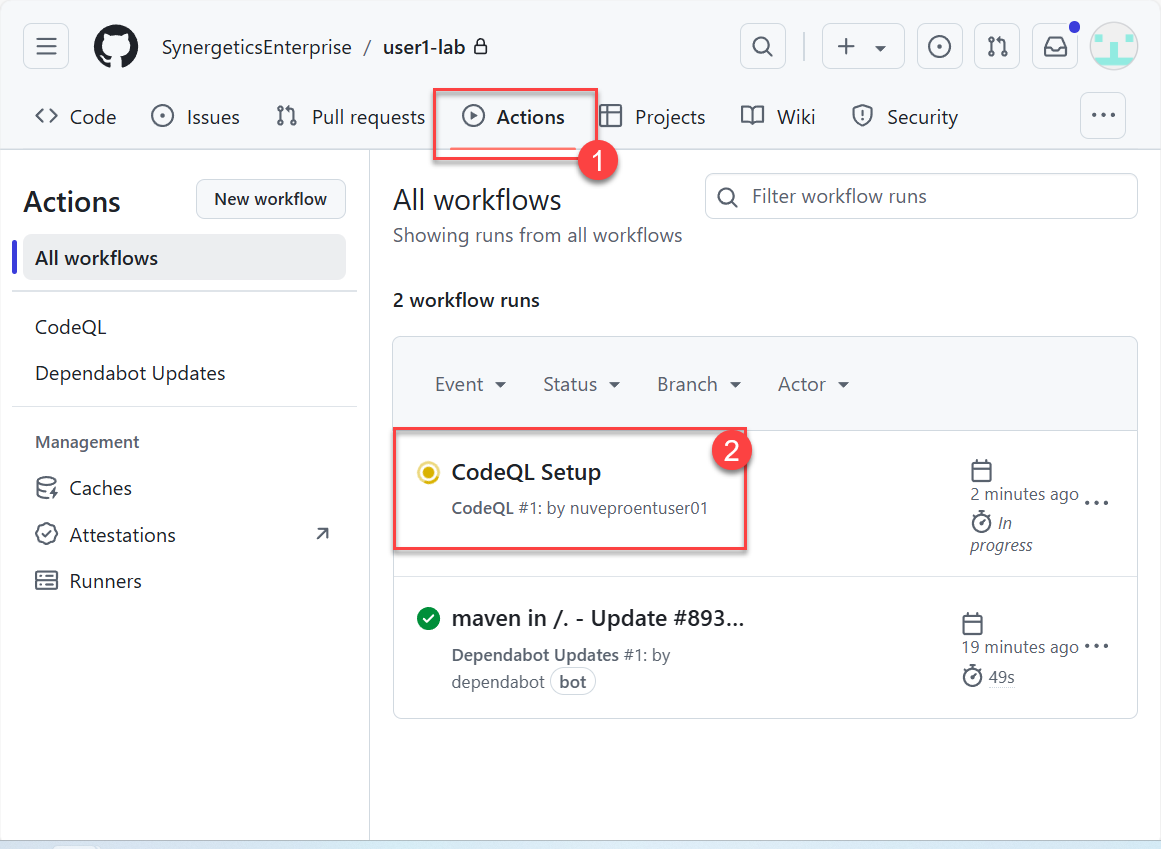 SynergeticsEnterprise / user1-lab
Code
Issues
Pull requests
Actions
Projects
Wiki
Security
1
Actions
New workflow
All workflows
CodeQL
Dependabot Updates
Management
Caches
Attestations
Runners
All workflows
Showing runs from all workflows
Filter workflow runs
2 workflow runs
Event
Status
Branch
Actor
2
CodeQL Setup
CodeQL #1: by nuveproentuser01
2 minutes ago
In
progress
maven in /. - Update #893...
Dependabot Updates #1: by
dependabot bot
19 minutes ago
49s